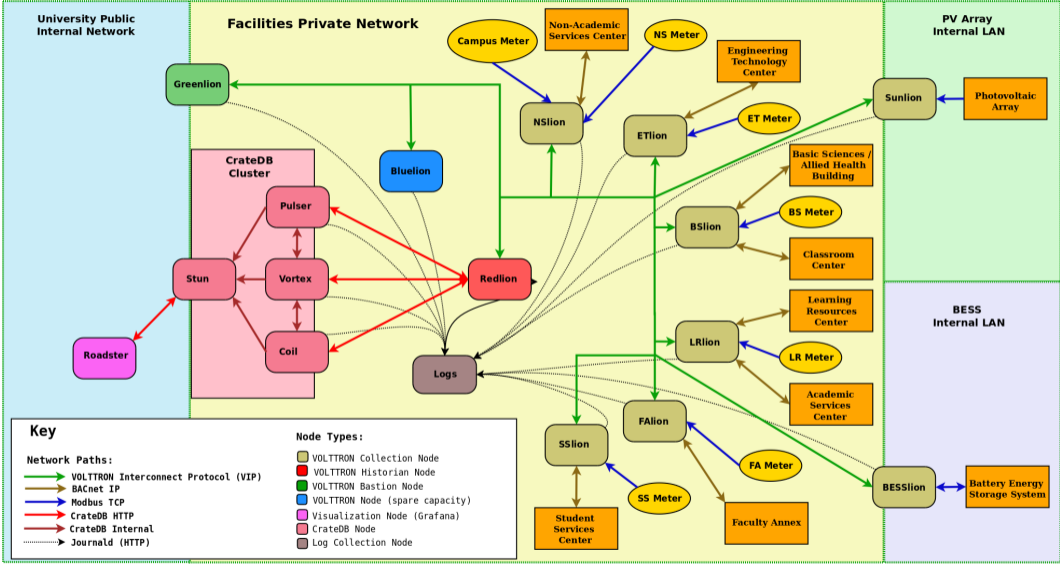 University Public
Internal Network
Facilities Private Network
PV Array
Internal LAN
BESS
Internal LAN
Campus Meter
Non-Academic
Services Center
NS Meter
Engineering
Technology
Center
Greenlion
NSlion
ETlion
ET Meter
Sunlion
Photovoltaic
Array
Bluelion
CrateDB
Cluster
Basic Sciences /
Allied Health
Building
Pulser
BSlion
BS Meter
Stun
Vortex
Redlion
Classroom
Center
Learning
Resources
Center
Roadster
Coil
Logs
LRlion
LR Meter
Academic
Services
Center
SSlion
FAlion
FA Meter
SS Meter
BESSlion
Battery Energy
Storage System
Student
Services
Center
Faculty Annex
Key
Network Paths:
VOLTTRON Interconnect Protocol (VIP)
BACnet IP
Modbus TCP
CrateDB HTTP
CrateDB Internal
Journald (HTTP)
Node Types:
VOLTTRON Collection Node
VOLTTRON Historian Node
VOLTTRON Bastion Node
VOLTTRON Node (spare capacity)
Visualization Node (Grafana)
CrateDB Node
Log Collection Node